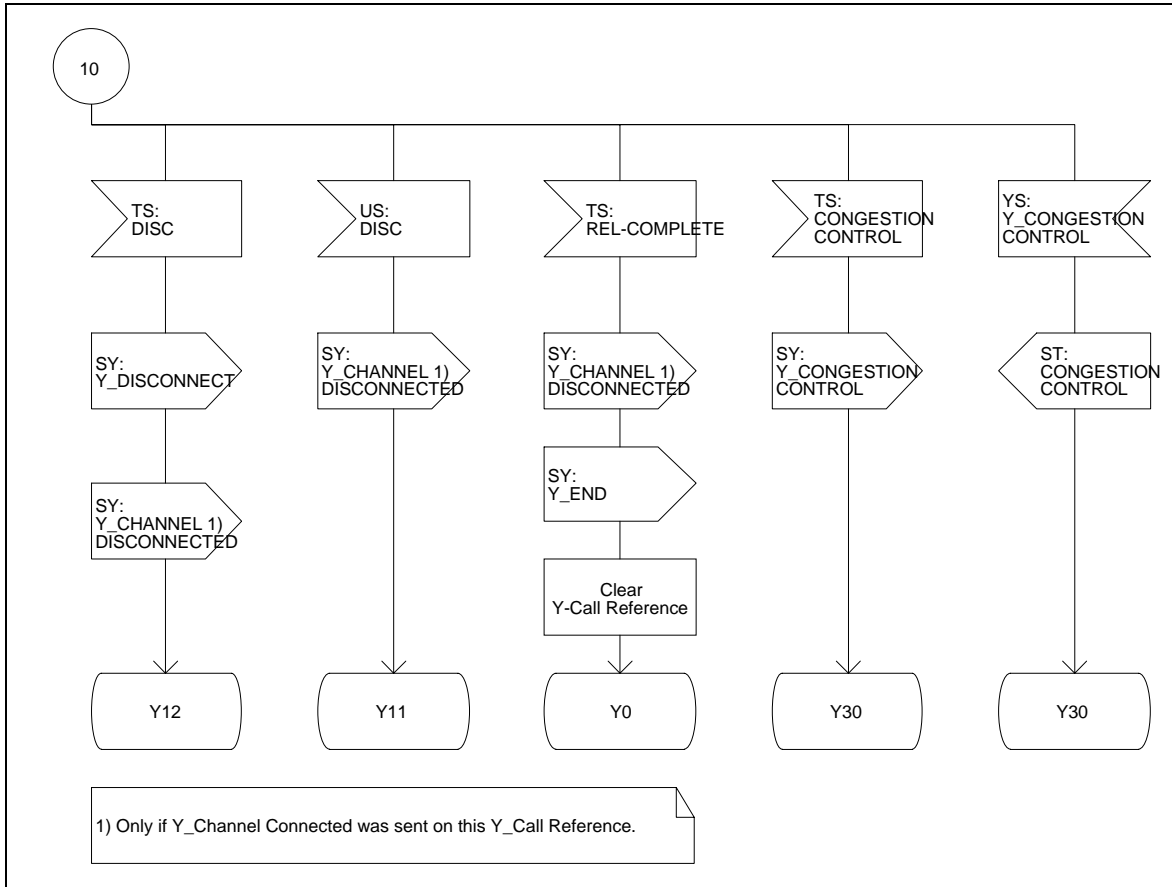 10
TS:
DISC
US:
DISC
TS:
REL-COMPLETE
TS:
CONGESTION
CONTROL
YS:
Y_CONGESTION
CONTROL
SY:
Y_DISCONNECT
SY:
Y_CHANNEL 1)
DISCONNECTED
SY:
Y_CHANNEL 1)
DISCONNECTED
SY:
Y_CONGESTION
CONTROL
ST:
CONGESTION
CONTROL
SY:
Y_CHANNEL 1)
DISCONNECTED
SY:
Y_END
Clear
Y-Call Reference
Y12
Y11
Y0
Y30
Y30
1) Only if Y_Channel Connected was sent on this Y_Call Reference.